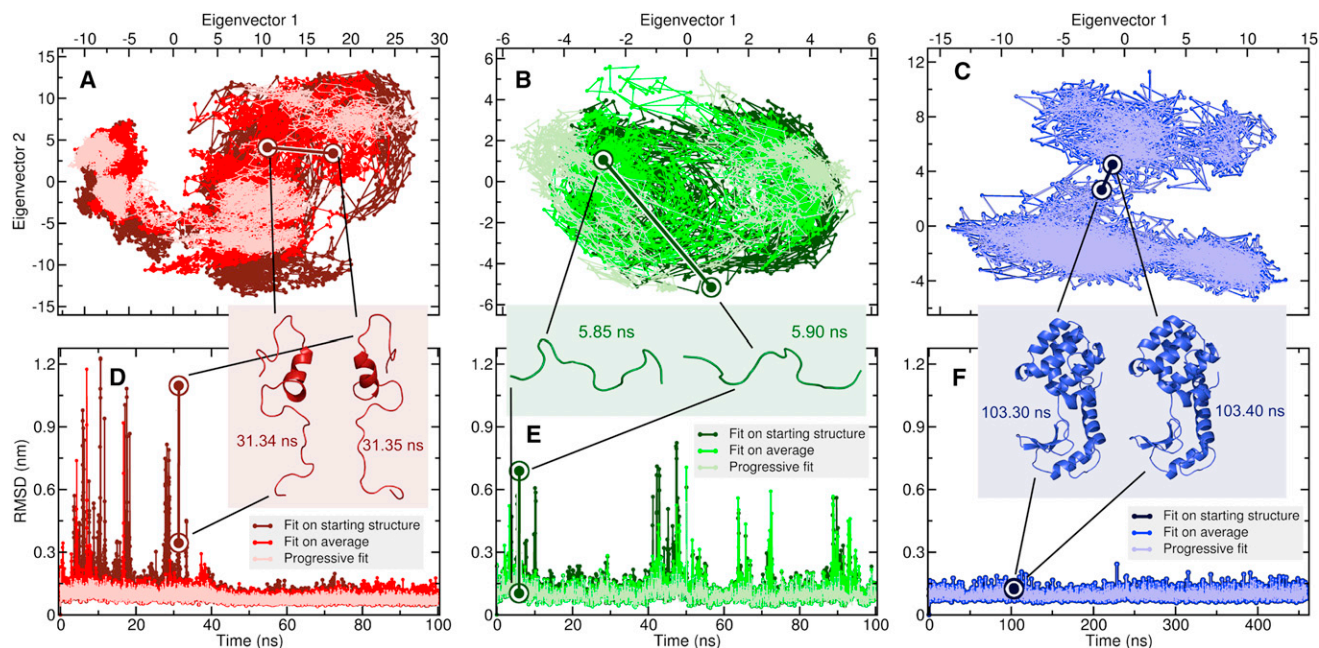 Eigenvector 1 Eigenvector 1 Eigenvector 1
-10 -5 0 5 10 15 20 25 30 -6 -4 -2 0 2 4 6 -15 -10 -5 0 5 10 15
A B C
Eigenvector 2
15 10 5 0 -5 -10 -15
6 4 2 0 -2 -4 -6
12 8 4 0 -4
5.85 ns 5.90 ns
D E F
31.34 ns 31.35 ns
103.30 ns 103.40 ns
RMSD (nm)
1.2 0.9 0.6 0.3 0
1.2 0.9 0.6 0.3 0
1.2 0.9 0.6 0.3 0
Fit on starting structure
Fit on average
Progressive fit
Fit on starting structure
Fit on average
Progressive fit
Fit on starting structure
Fit on average
Progressive fit
0 20 40 60 80 100 0 20 40 60 80 100 0 100 200 300 400
Time (ns) Time (ns) Time (ns)